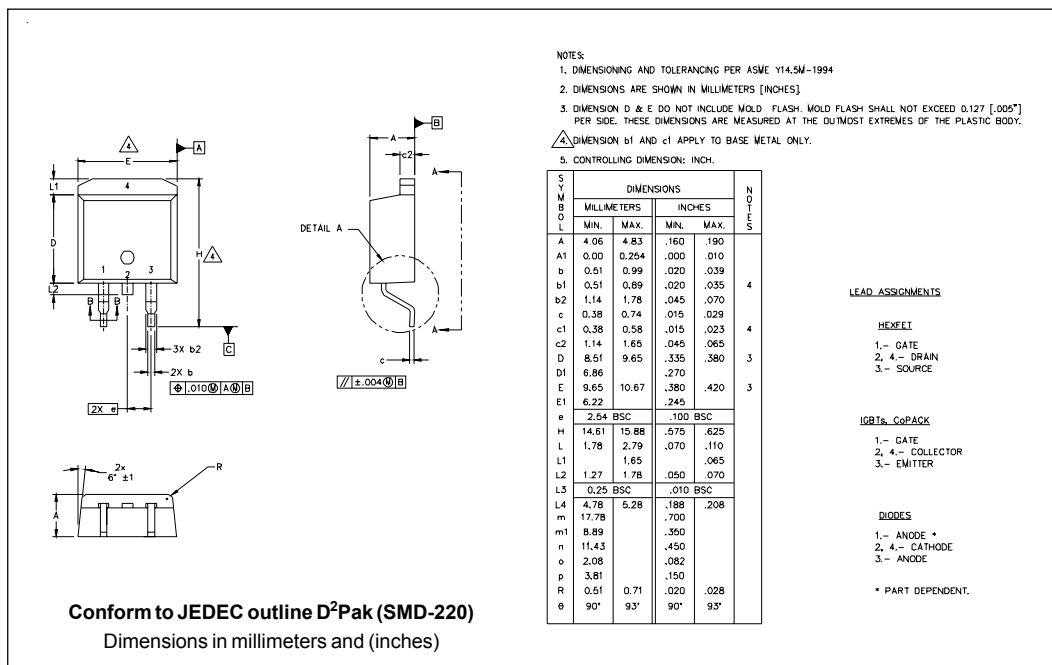 NOTES:
1. DIMENSIONING AND TOLERANCING PER ASME Y14.5M-1994
2. DIMENSIONS ARE SHOWN IN MILLIMETERS [INCHES].
3. DIMENSION D & E DO NOT INCLUDE MOLD FLASH. MOLD FLASH SHALL NOT EXCEED 0.127 [.005"]
PER SIDE. THESE DIMENSIONS ARE MEASURED AT THE OUTMOST EXTREMES OF THE PLASTIC BODY.
4. DIMENSION b1 AND c1 APPLY TO BASE METAL ONLY.
5. CONTROLLING DIMENSION: INCH.
4
E
A
L1
4
D
H 4
1 2 3
L2
B B
C
3X b2
2X b
⌖ .010 Ⓜ A Ⓜ B
2X e
A
B
c2
A
DETAIL A
A
c
// ±.004 Ⓜ B
2x
6° ±1
R
A
SYMBOL DIMENSIONS NOTES
MILLIMETERS INCHES
MIN. MAX. MIN. MAX.
A 4.06 4.83 .160 .190
A1 0.00 0.254 .000 .010
b 0.51 0.99 .020 .039
b1 0.51 0.89 .020 .035 4
b2 1.14 1.78 .045 .070
c 0.38 0.74 .015 .029
c1 0.38 0.58 .015 .023 4
c2 1.14 1.65 .045 .065
D 8.51 9.65 .335 .380 3
D1 6.86 .270
E 9.65 10.67 .380 .420 3
E1 6.22 .245
e 2.54 BSC .100 BSC
H 14.61 15.88 .575 .625
L 1.78 2.79 .070 .110
L1 1.65 .065
L2 1.27 1.78 .050 .070
L3 0.25 BSC .010 BSC
L4 4.78 5.28 .188 .208
m 17.78 .700
m1 8.89 .350
n 11.43 .450
o 2.08 .082
p 3.81 .150
R 0.51 0.71 .020 .028
θ 90° 93° 90° 93°
LEAD ASSIGNMENTS
HEXFET
1.- GATE
2, 4.- DRAIN
3.- SOURCE
IGBTs, CoPACK
1.- GATE
2, 4.- COLLECTOR
3.- EMITTER
DIODES
1.- ANODE *
2, 4.- CATHODE
3.- ANODE
* PART DEPENDENT.
Conform to JEDEC outline D²Pak (SMD-220)
Dimensions in millimeters and (inches)